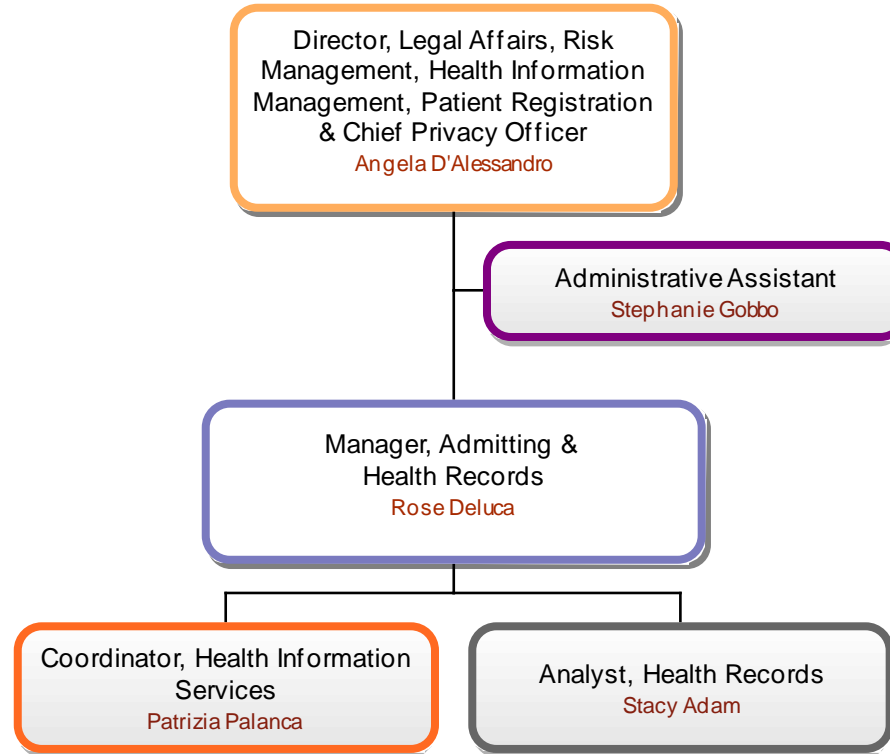 Director, Legal Affairs, Risk
Management, Health Information
Management, Patient Registration
& Chief Privacy Officer
Angela D'Alessandro
Administrative Assistant
Stephanie Gobbo
Manager, Admitting &
Health Records
Rose Deluca
Coordinator, Health Information
Services
Patrizia Palanca
Analyst, Health Records
Stacy Adam